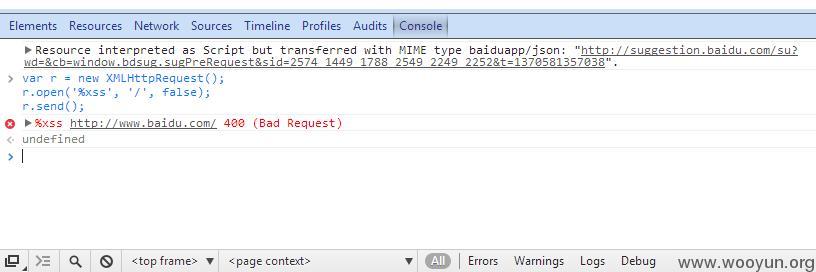 Elements Resources Network Sources Timeline Profiles Audits Console
Resource interpreted as Script but transferred with MIME type baiduapp/json: "http://suggestion.baidu.com/su?
wd=&cb=window.bdsug.sugPreRequest&sid=2574_1449_1788_2549_2249_2252&t=1370581357038".
var r = new XMLHttpRequest();
r.open('%xss', '/', false);
r.send();
%xss http://www.baidu.com/ 400 (Bad Request)
undefined
<top frame> <page context> All Errors Warnings Logs Debug
www.wooyun.org